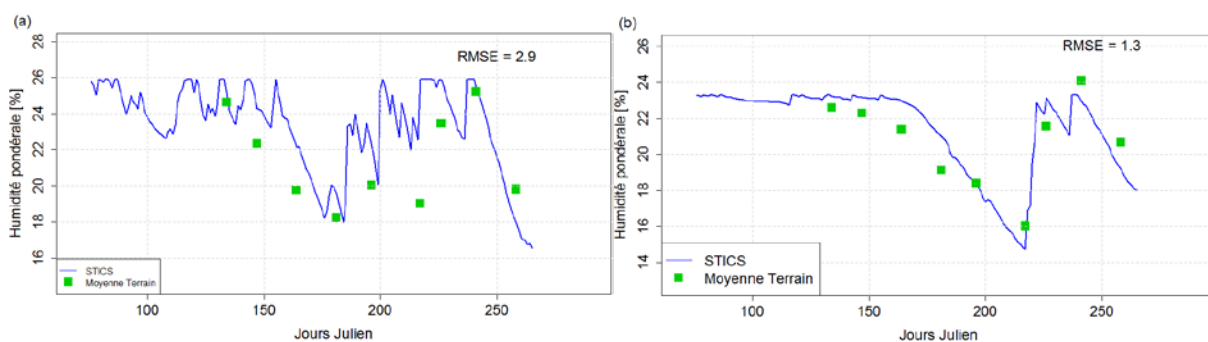 (a)
RMSE = 2.9
Humidité pondérale [%]
28
26
24
22
20
18
16
STICS
Moyenne Terrain
100
150
200
250
Jours Julien
(b)
RMSE = 1.3
Humidité pondérale [%]
26
24
22
20
18
16
14
STICS
Moyenne Terrain
100
150
200
250
Jours Julien